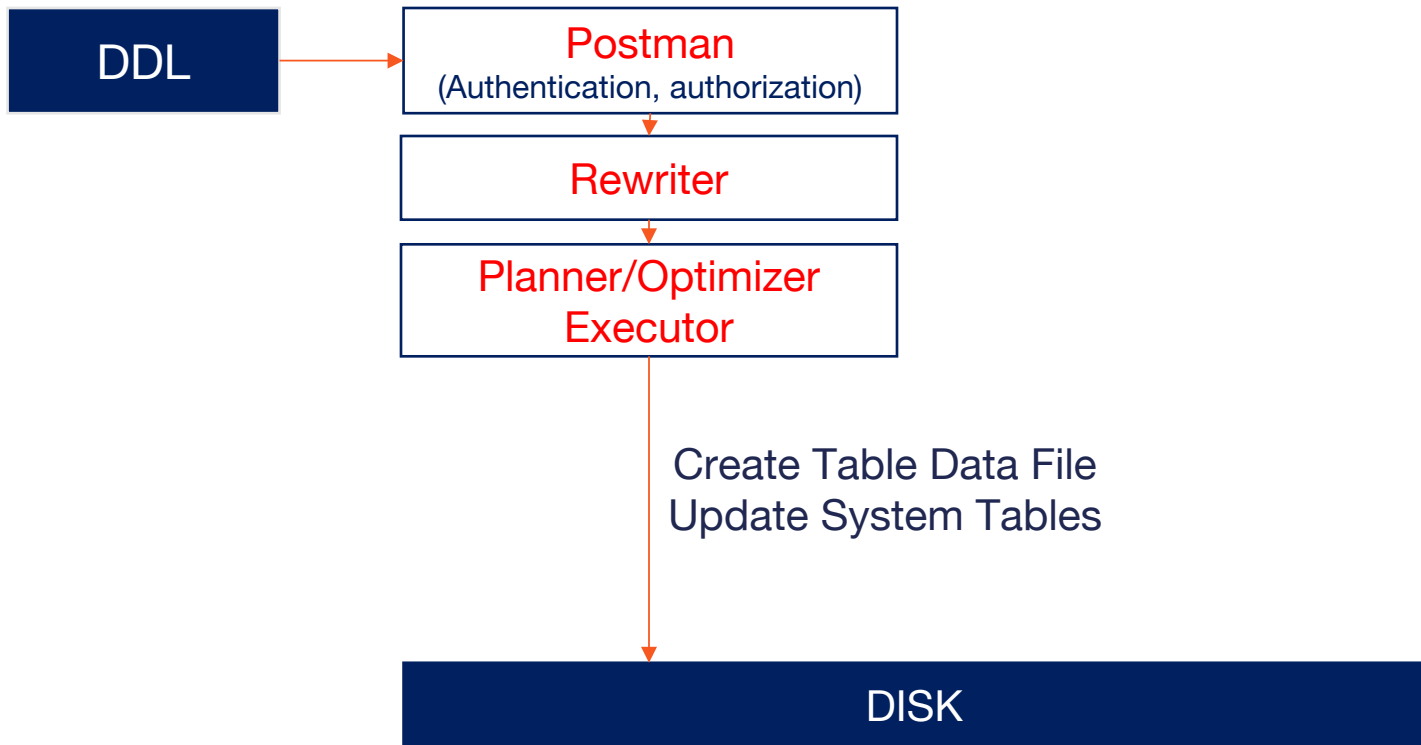 DDL
Postman
(Authentication, authorization)
Rewriter
Planner/Optimizer
Executor
Create Table Data File
Update System Tables
DISK